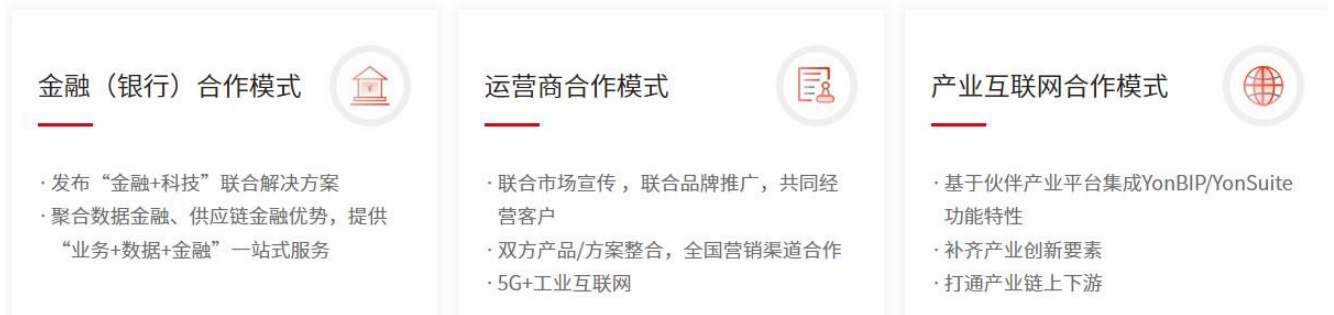 金融（银行）合作模式
·发布“金融+科技”联合解决方案
·聚合数据金融、供应链金融优势，提供
“业务+数据+金融”一站式服务
运营商合作模式
·联合市场宣传，联合品牌推广，共同经
营客户
·双方产品/方案整合，全国营销渠道合作
·5G+工业互联网
产业互联网合作模式
·基于伙伴产业平台集成YonBIP/YonSuite
功能特性
·补齐产业创新要素
·打通产业链上下游